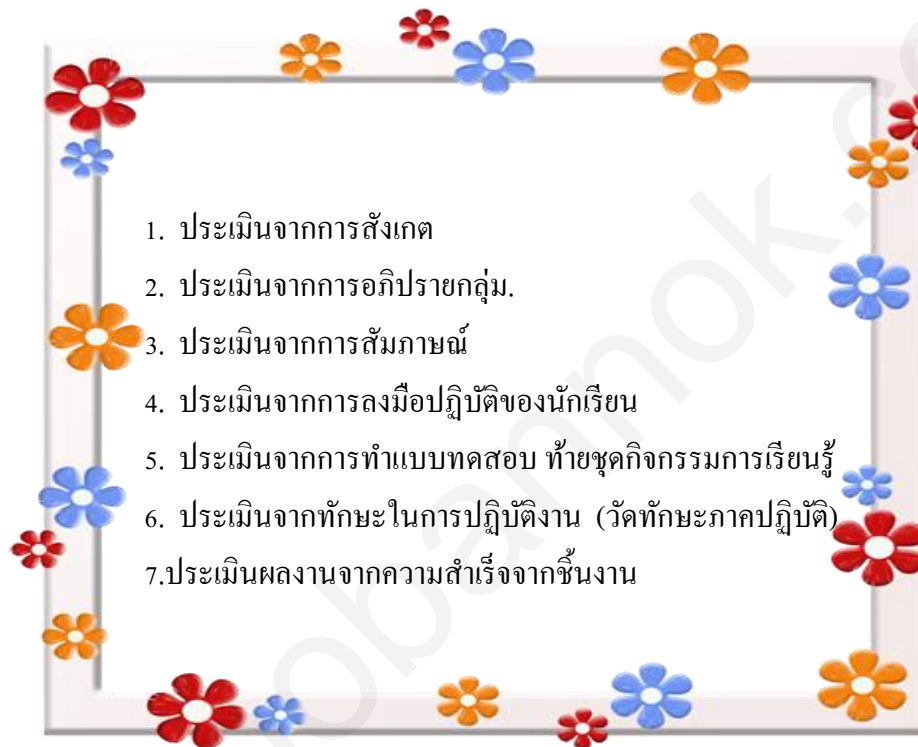 1. ประเมินจากการสังเกต
2. ประเมินจากการอภิปรายกลุ่ม.
3. ประเมินจากการสัมภาษณ์
4. ประเมินจากการลงมือปฏิบัติของนักเรียน
5. ประเมินจากการทำแบบทดสอบ ท้ายชุดกิจกรรมการเรียนรู้
6. ประเมินจากทักษะในการปฏิบัติงาน (วัดทักษะภาคปฏิบัติ)
7.ประเมินผลงานจากความสำเร็จจากชิ้นงาน